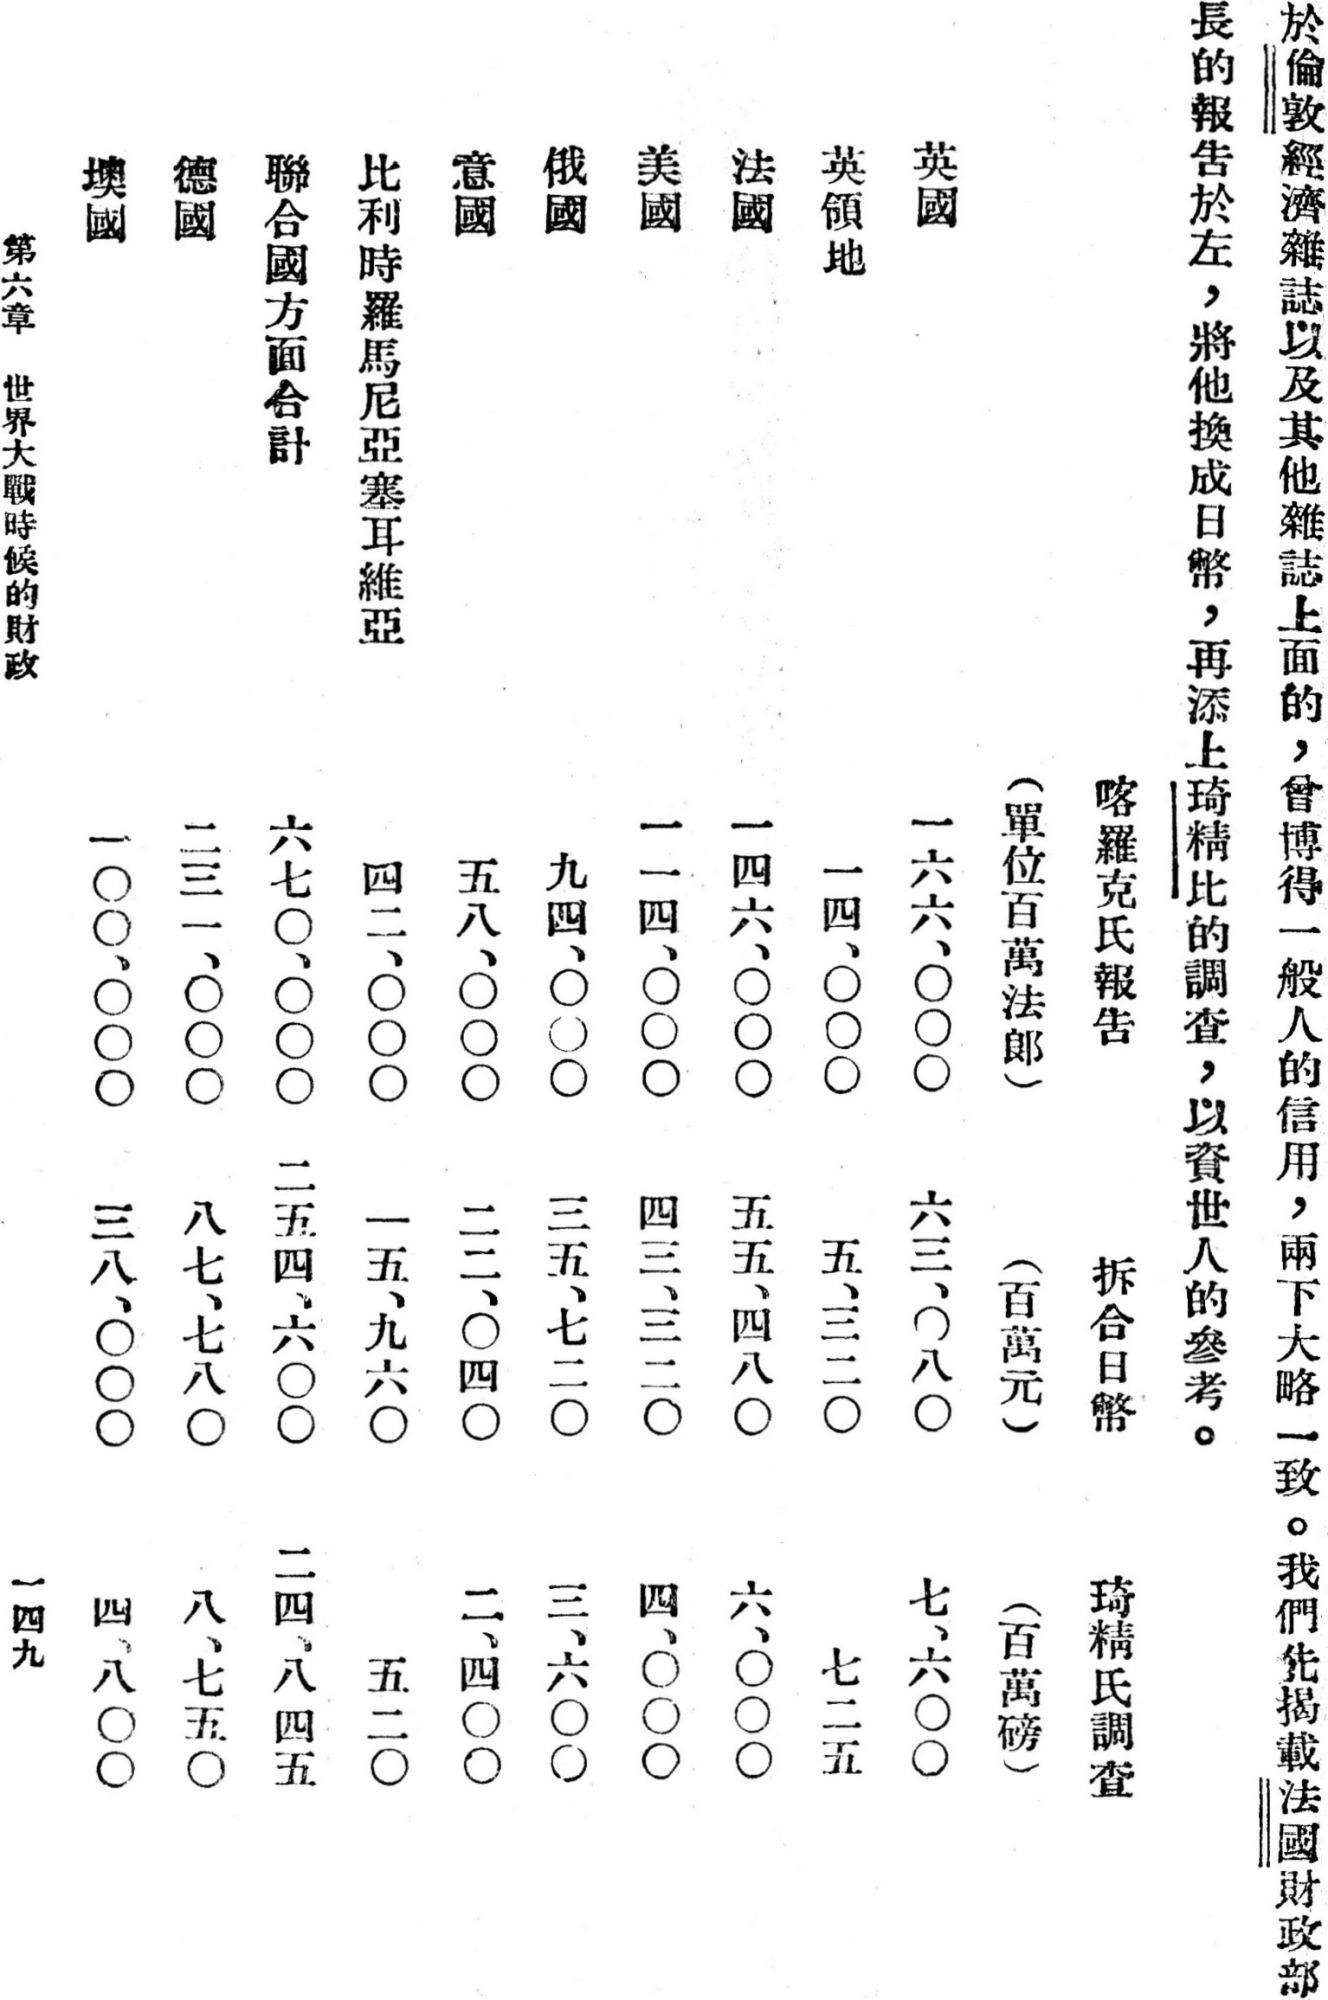 於倫敦經濟雜誌以及其他雜誌上面的，曾博得一般人的信用，兩下大略一致。我們先揭載法國財政部
長的報告於左，將他換成日幣，再添上琦精比的調查，以資世人的參考。
喀羅克氏報告　拆合日幣　琦精氏調查
（單位百萬法郞）　（百萬元）　（百萬磅）
英國　一六六、〇〇〇　六三、〇八〇　七、六〇〇
英領地　一四、〇〇〇　五、三二〇　七二五
法國　一四六、〇〇〇　五五、四八〇　六、〇〇〇
美國　一一四、〇〇〇　四三、三二〇　四、〇〇〇
俄國　九四、〇〇〇　三五、七二〇　三、六〇〇
意國　五八、〇〇〇　二二、〇四〇　二、四〇〇
比利時羅馬尼亞塞耳維亞　四二、〇〇〇　一五、九六〇　五二〇
聯合國方面合計　六七〇、〇〇〇　二五四、六〇〇　二四、八四五
德國　二三一、〇〇〇　八七、七八〇　八、七五〇
墺國　一〇〇、〇〇〇　三八、〇〇〇　四、八〇〇
第六章　世界大戰時候的財政　一四九